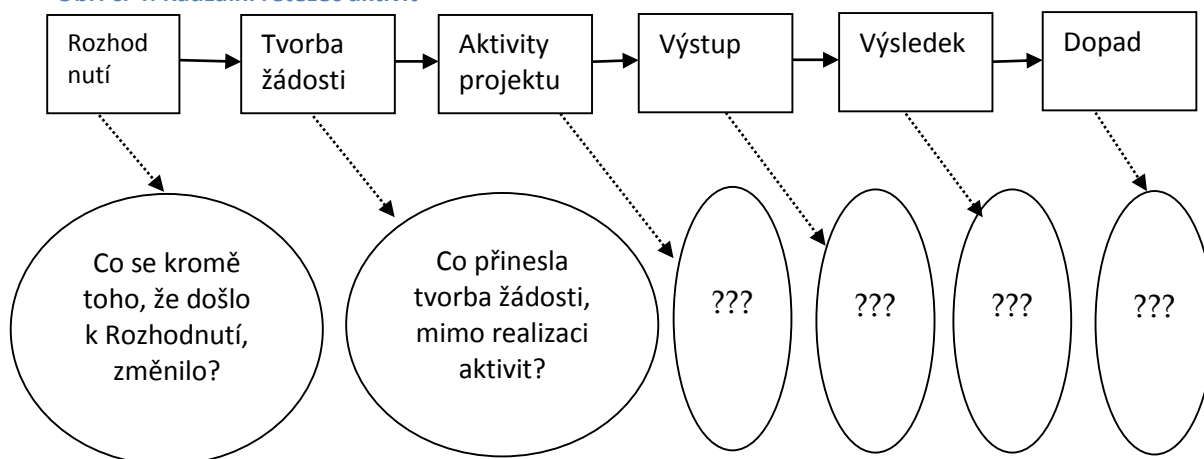 Rozhod
nutí
Tvorba
žádosti
Aktivity
projektu
Výstup
Výsledek
Dopad
Co se kromě
toho, že došlo
k Rozhodnutí,
změnilo?
Co přinesla
tvorba žádosti,
mimo realizaci
aktivit?
???
???
???
???